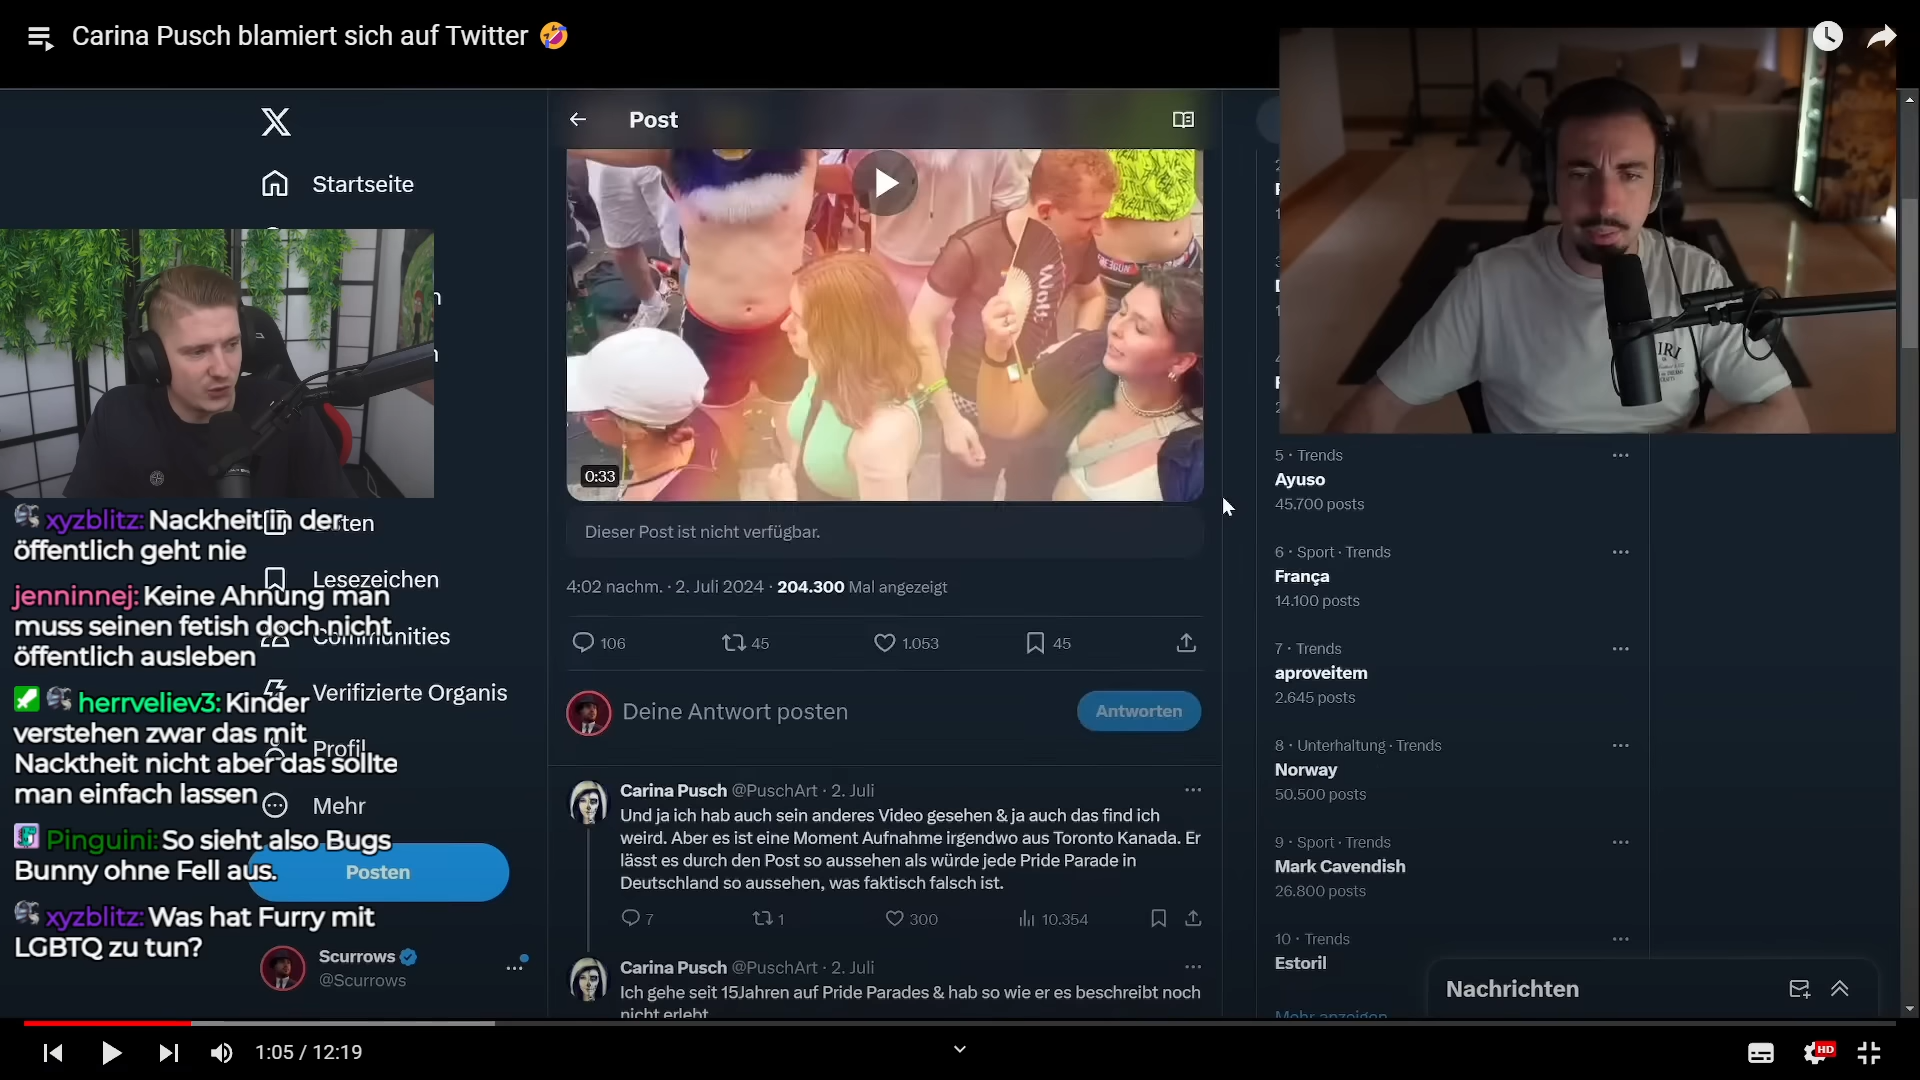 Carina Pusch blamiert sich auf Twitter 🤣
Startseite
Lesezeichen
Communities
Verifizierte Organis
Profil
Mehr
Posten
Scurrows
@Scurrows
xyzblitz: Nackheit in der
öffentlich geht nie
jenninnej: Keine Ahnung man
muss seinen fetish doch nicht
öffentlich ausleben
herrveliev3: Kinder
verstehen zwar das mit
Nacktheit nicht aber das sollte
man einfach lassen
Pinguini: So sieht also Bugs
Bunny ohne Fell aus.
xyzblitz: Was hat Furry mit
LGBTQ zu tun?
Post
Wolf
FREEGUN
0:33
Dieser Post ist nicht verfügbar.
4:02 nachm. · 2. Juli 2024 · 204.300 Mal angezeigt
106 45 1.053 45
Deine Antwort posten
Antworten
Carina Pusch @PuschArt · 2. Juli
Und ja ich hab auch sein anderes Video gesehen & ja auch das find ich
weird. Aber es ist eine Moment Aufnahme irgendwo aus Toronto Kanada. Er
lässt es durch den Post so aussehen als würde jede Pride Parade in
Deutschland so aussehen, was faktisch falsch ist.
7 1 300 10.354
Carina Pusch @PuschArt · 2. Juli
Ich gehe seit 15Jahren auf Pride Parades & hab so wie er es beschreibt noch
nicht erlebt
5 · Trends
Ayuso
45.700 posts
6 · Sport · Trends
França
14.100 posts
7 · Trends
aproveitem
2.645 posts
8 · Unterhaltung · Trends
Norway
50.500 posts
9 · Sport · Trends
Mark Cavendish
26.800 posts
10 · Trends
Estoril
Mehr anzeigen
Nachrichten
1:05 / 12:19
HD